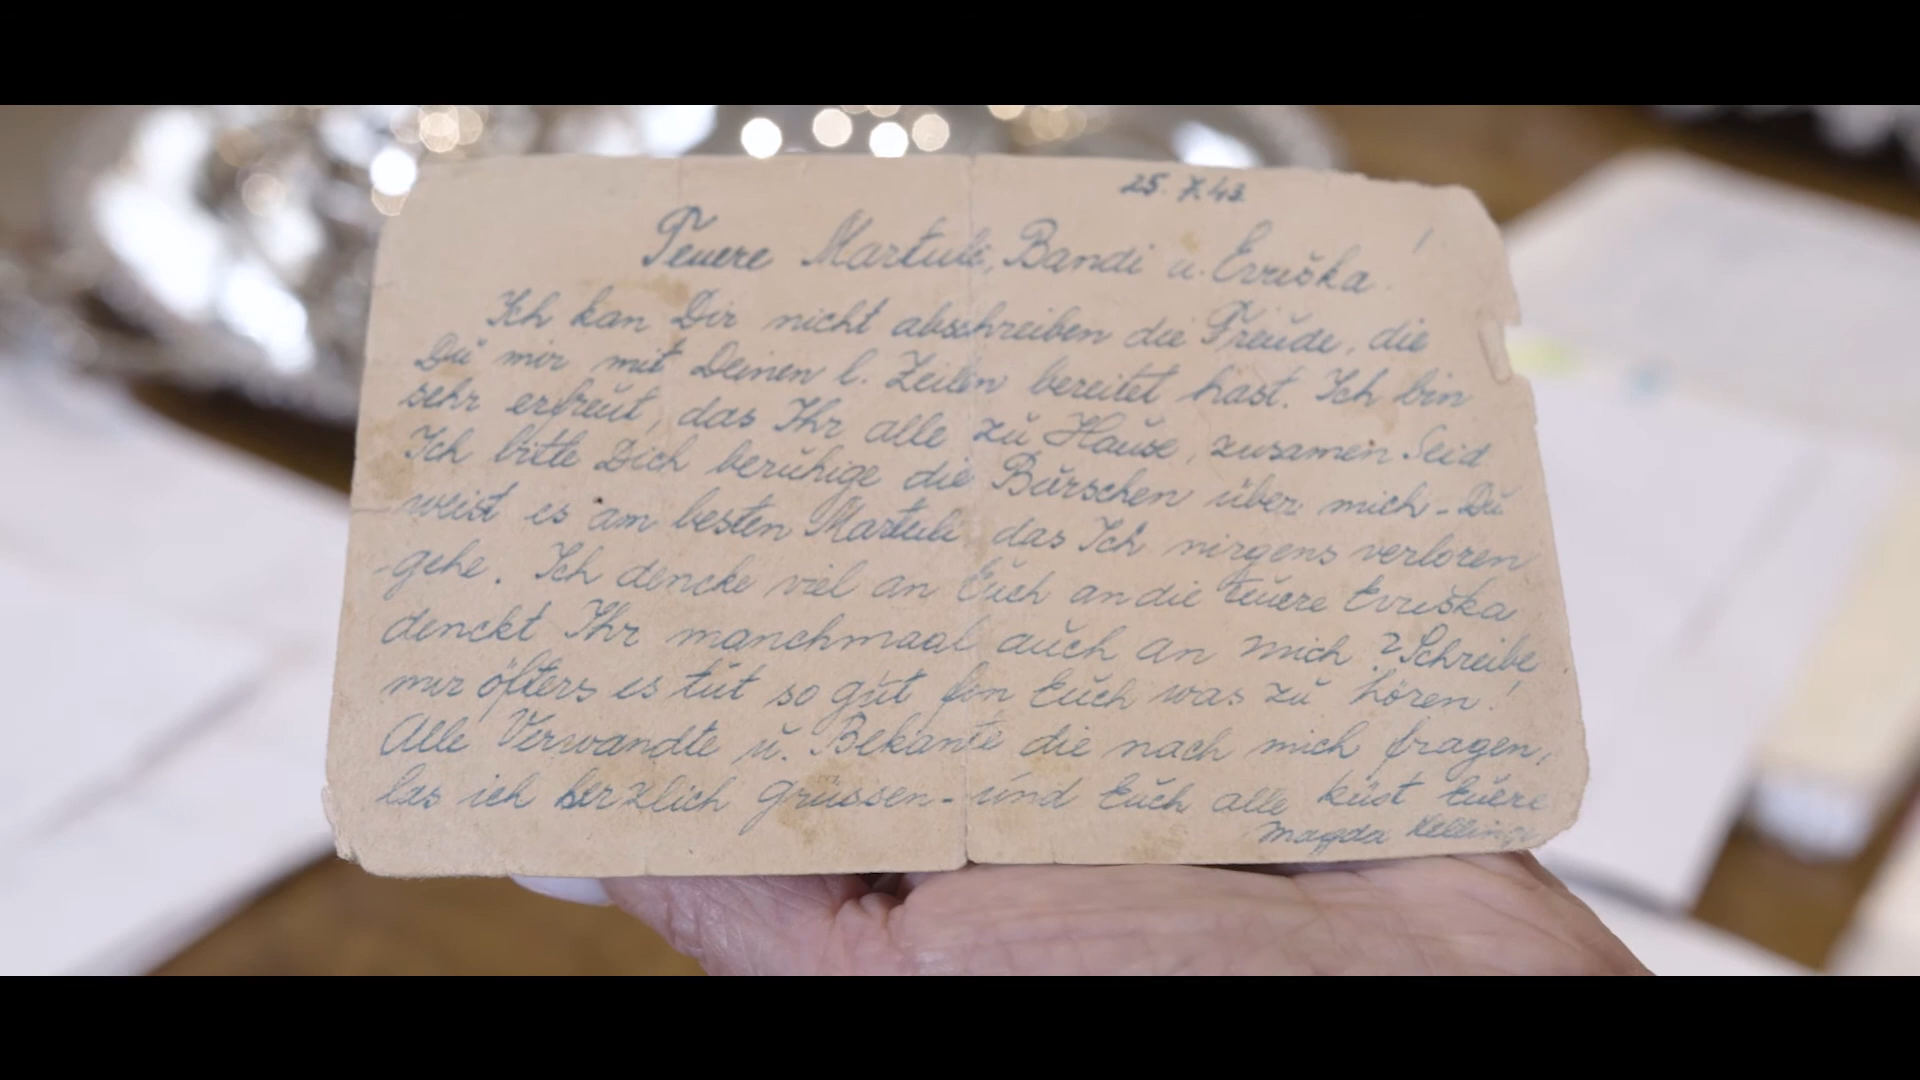 25. 7. 43.
Teuere Martuli, Bandi u. Evuška!
Ich kan Dir nicht abschreiben die Freude, die
Du mir mit Deinen l. Zeilen bereitet hast. Ich bin
sehr erfreut, das Ihr alle zu Hause, zusamen Seid
Ich bitte Dich beruhige die Burschen über mich - Du
weist es am besten Martuli das Ich nirgens verloren
gehe. Ich dencke viel an Euch an die teuere Evuška
denckt Ihr manchmaal auch an mich? Schreibe
mir öfters es tut so gut fon Euch was zu hören!
Alle Verwandte u. Bekante die nach mich fragen,
las ich herzlich grüssen - und Euch alle küst Euere
Magda